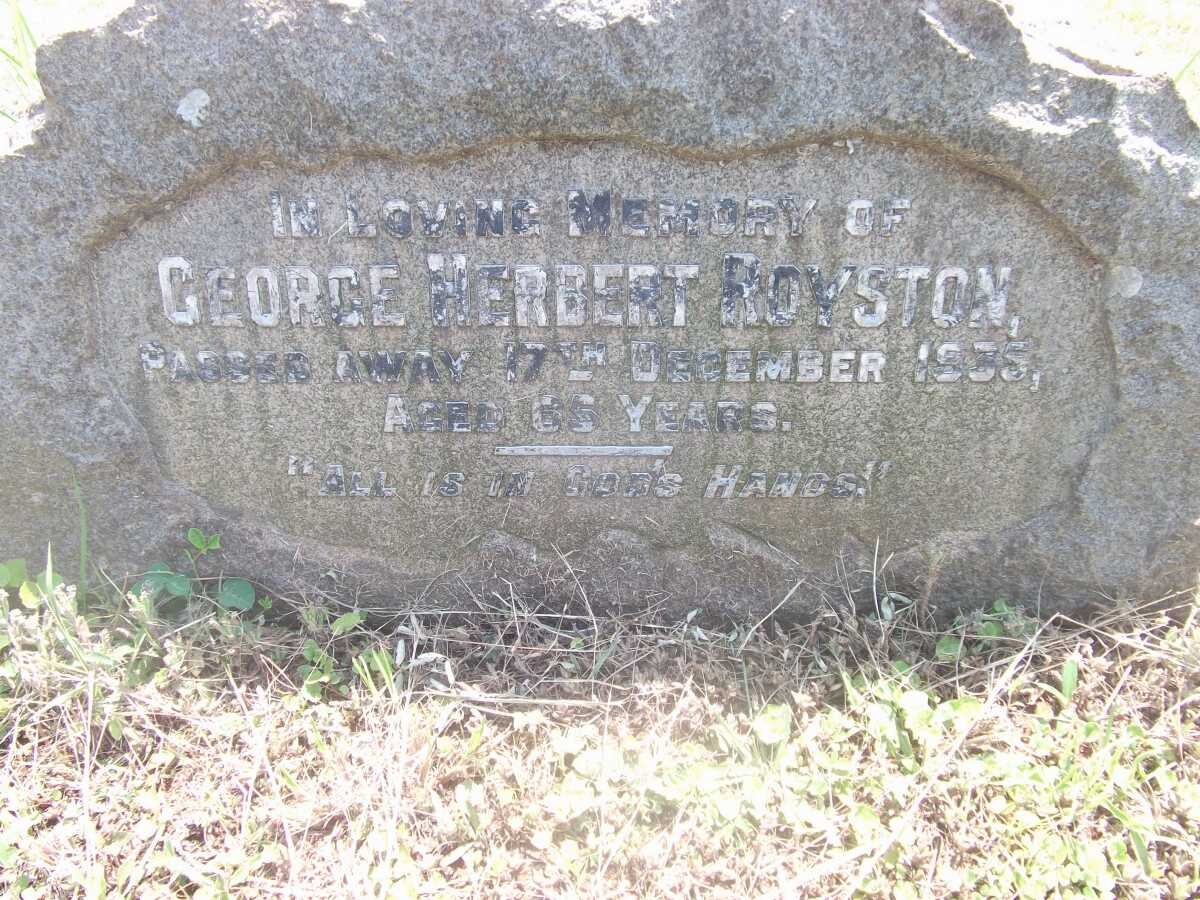 IN LOVING MEMORY OF
GEORGE HERBERT ROYSTON,
PASSED AWAY 17TH DECEMBER 1935,
AGED 65 YEARS.
"ALL IS IN GOD'S HANDS."